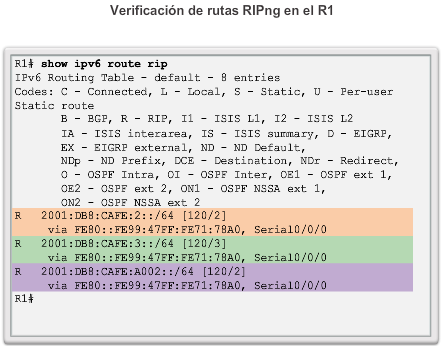 Verificación de rutas RIPng en el R1
R1# show ipv6 route rip
IPv6 Routing Table - default - 8 entries
Codes: C - Connected, L - Local, S - Static, U - Per-user
Static route
B - BGP, R - RIP, I1 - ISIS L1, I2 - ISIS L2
IA - ISIS interarea, IS - ISIS summary, D - EIGRP,
EX - EIGRP external, ND - ND Default,
NDp - ND Prefix, DCE - Destination, NDr - Redirect,
O - OSPF Intra, OI - OSPF Inter, OE1 - OSPF ext 1,
OE2 - OSPF ext 2, ON1 - OSPF NSSA ext 1,
ON2 - OSPF NSSA ext 2
R 2001:DB8:CAFE:2::/64 [120/2]
via FE80::FE99:47FF:FE71:78A0, Serial0/0/0
R 2001:DB8:CAFE:3::/64 [120/3]
via FE80::FE99:47FF:FE71:78A0, Serial0/0/0
R 2001:DB8:CAFE:A002::/64 [120/2]
via FE80::FE99:47FF:FE71:78A0, Serial0/0/0
R1#